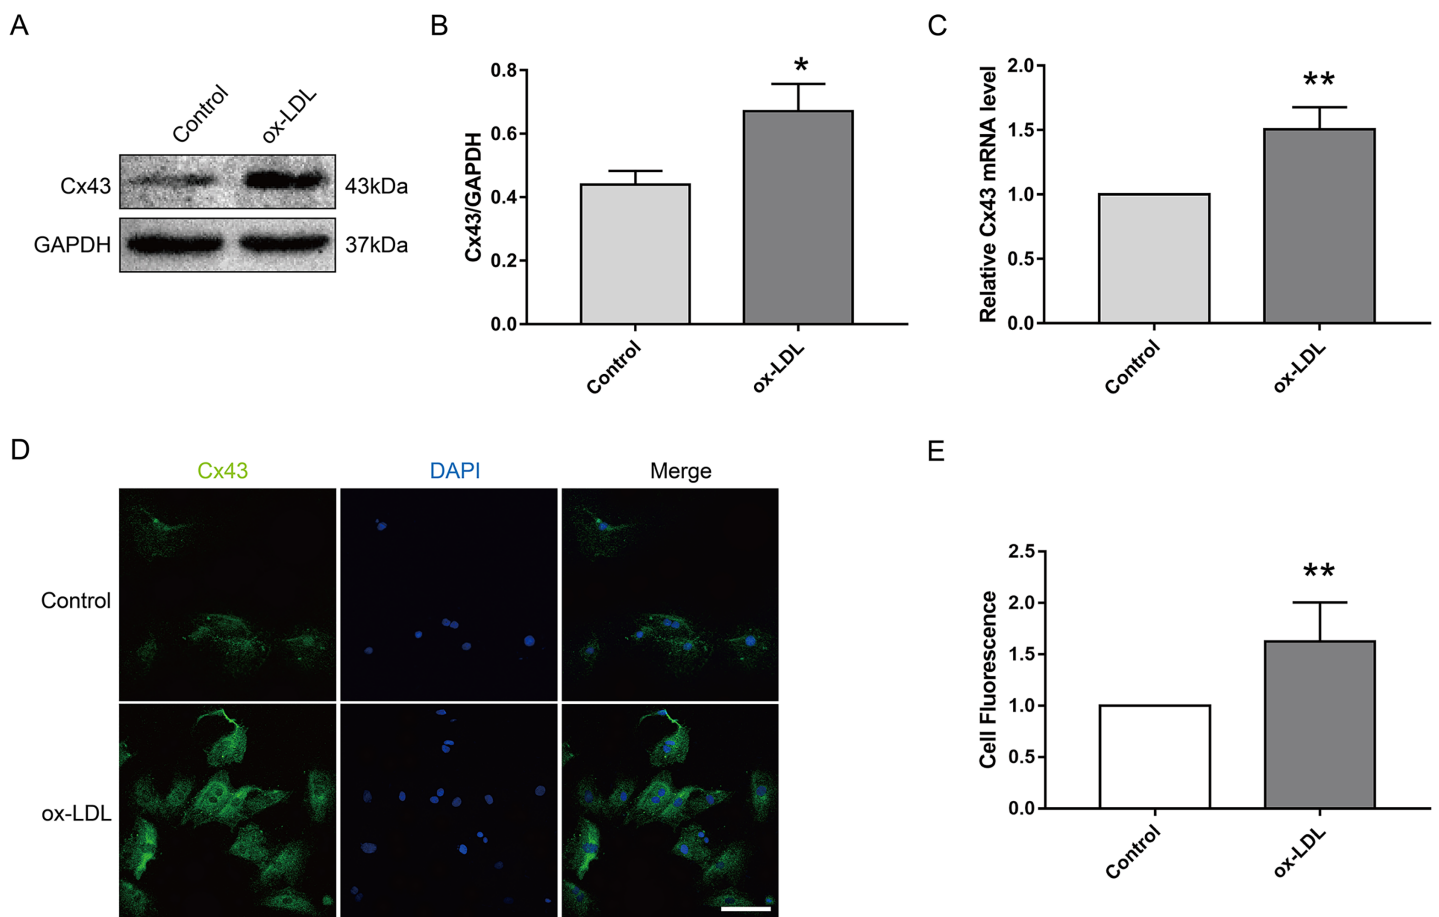 A
Control
ox-LDL
Cx43
43kDa
GAPDH
37kDa
B
Cx43/GAPDH
0.8
0.6
0.4
0.2
0.0
*
Control
ox-LDL
C
Relative Cx43 mRNA level
2.0
1.5
1.0
0.5
0.0
**
Control
ox-LDL
D
Cx43
DAPI
Merge
Control
ox-LDL
E
Cell Fluorescence
2.5
2.0
1.5
1.0
0.5
0.0
**
Control
ox-LDL